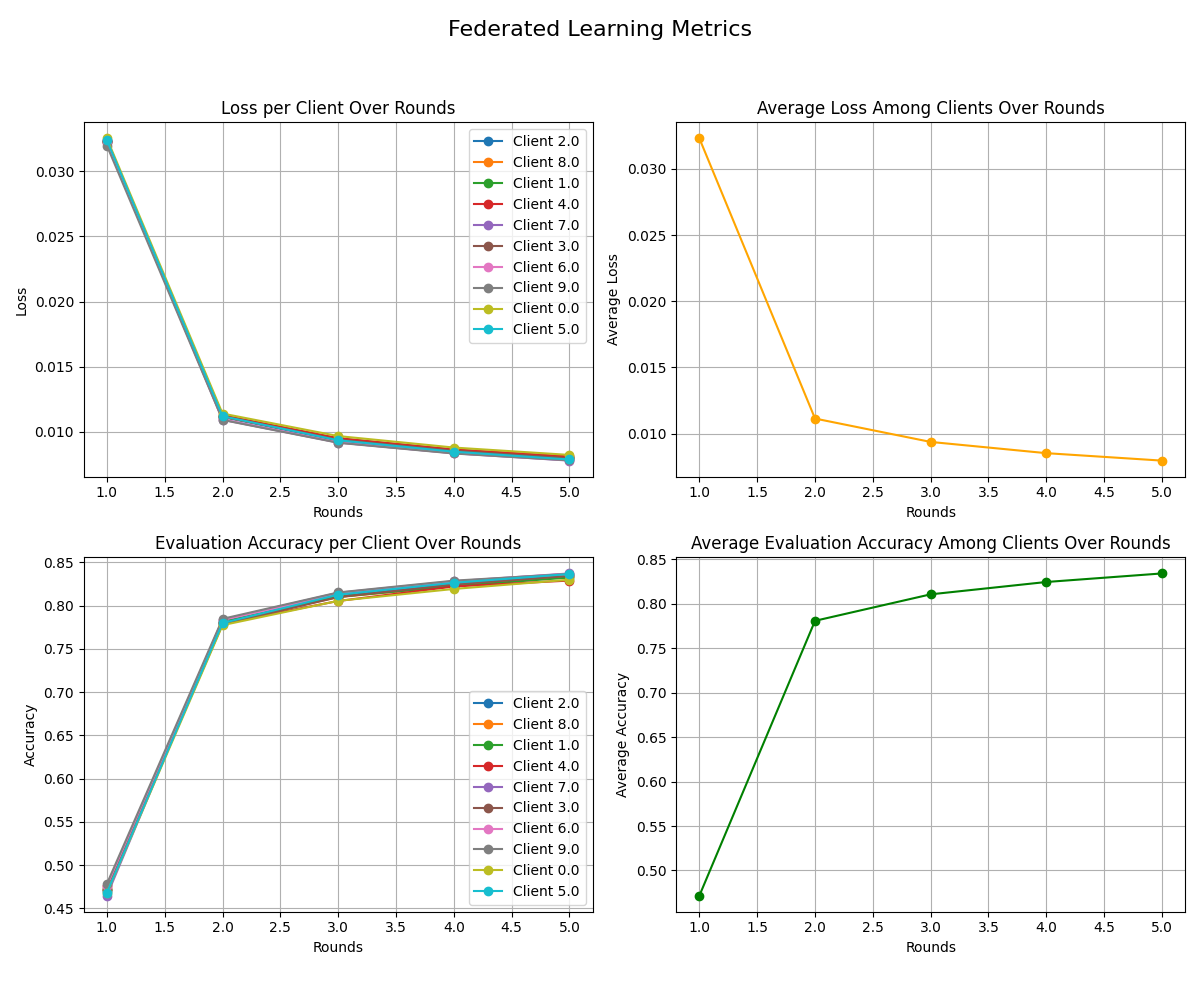 Federated Learning Metrics
Loss per Client Over Rounds
Loss
0.030
0.025
0.020
0.015
0.010
Client 2.0
Client 8.0
Client 1.0
Client 4.0
Client 7.0
Client 3.0
Client 6.0
Client 9.0
Client 0.0
Client 5.0
1.0 1.5 2.0 2.5 3.0 3.5 4.0 4.5 5.0
Rounds
Average Loss Among Clients Over Rounds
Average Loss
0.030
0.025
0.020
0.015
0.010
1.0 1.5 2.0 2.5 3.0 3.5 4.0 4.5 5.0
Rounds
Evaluation Accuracy per Client Over Rounds
Accuracy
0.85
0.80
0.75
0.70
0.65
0.60
0.55
0.50
0.45
Client 2.0
Client 8.0
Client 1.0
Client 4.0
Client 7.0
Client 3.0
Client 6.0
Client 9.0
Client 0.0
Client 5.0
1.0 1.5 2.0 2.5 3.0 3.5 4.0 4.5 5.0
Rounds
Average Evaluation Accuracy Among Clients Over Rounds
Average Accuracy
0.85
0.80
0.75
0.70
0.65
0.60
0.55
0.50
1.0 1.5 2.0 2.5 3.0 3.5 4.0 4.5 5.0
Rounds